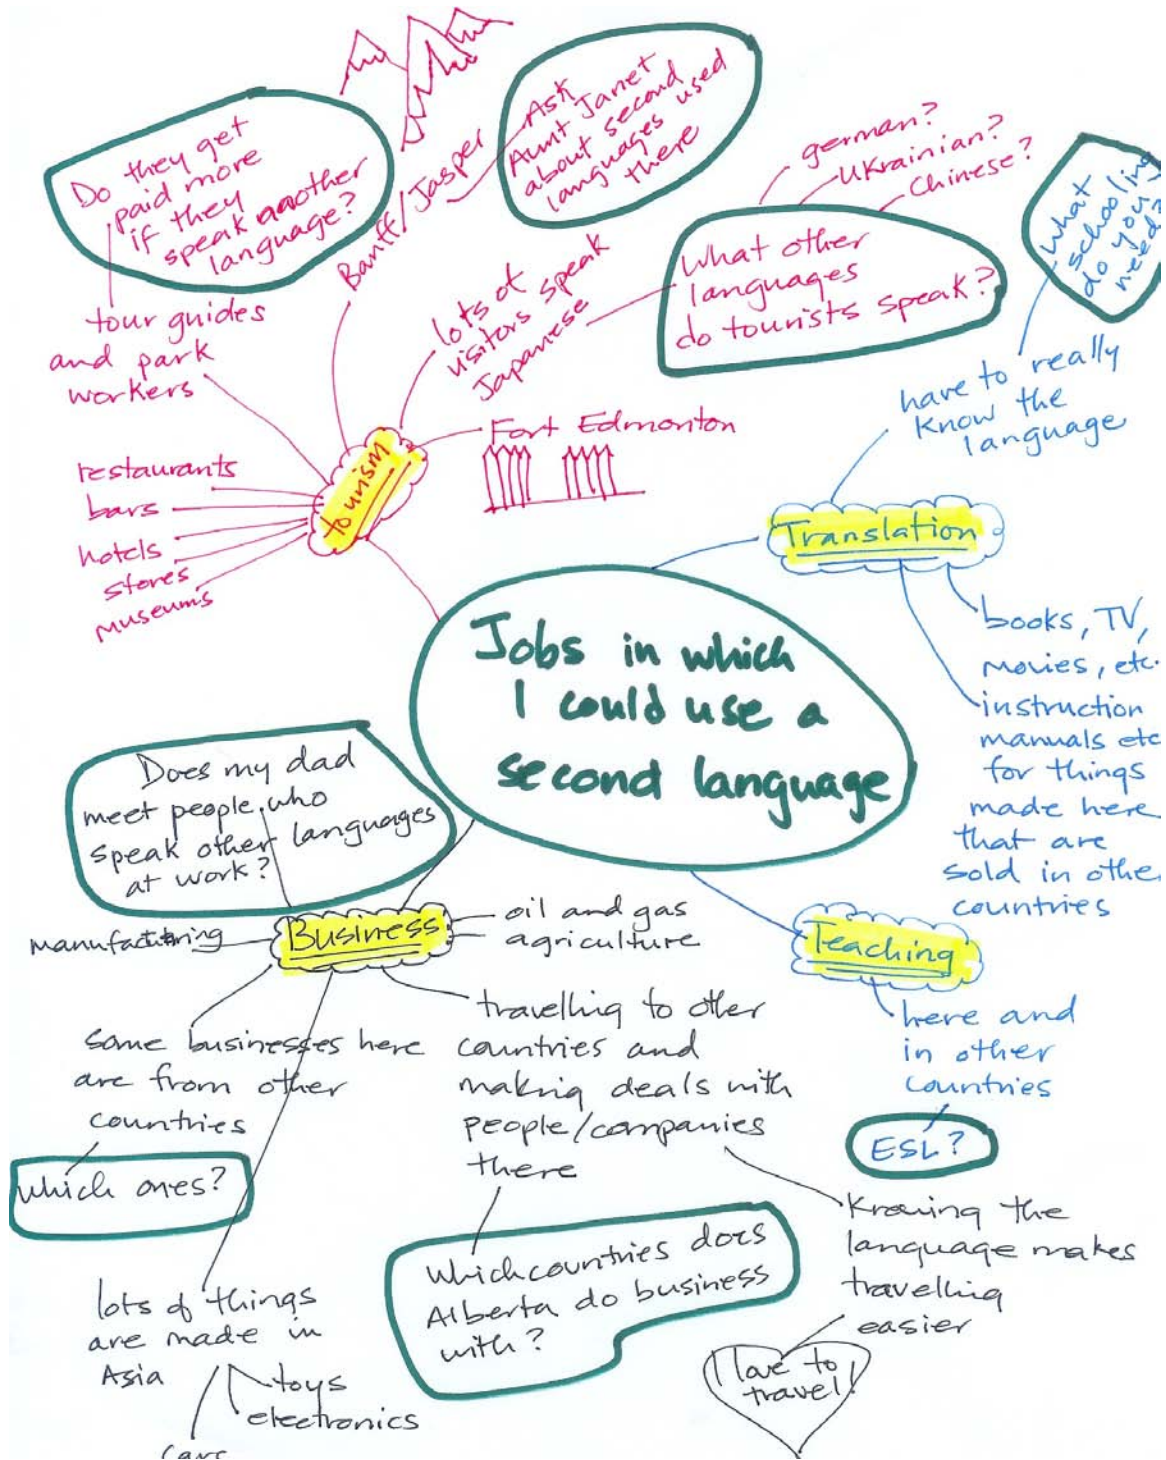 Do they get
paid more
if they
speak another
language?
tour guides
and park
workers
Banff/Jasper
Ask
Aunt Janet
about second
languages used
there
lots of
visitors speak
Japanese
What other
languages
do tourists speak?
german?
Ukrainian?
Chinese?
Fort Edmonton
tourism
restaurants
bars
hotels
stores
museums
What
schooling
do you
need?
have to really
know the
language
Translation
books, TV,
movies, etc.
instruction
manuals etc
for things
made here
that are
sold in other
countries
Jobs in which
I could use a
second language
Does my dad
meet people who
speak other languages
at work?
manufacturing
Business
oil and gas
agriculture
Teaching
here and
in other
countries
ESL?
some businesses here
are from other
countries
which ones?
travelling to other
countries and
making deals with
people/companies
there
Which countries does
Alberta do business
with?
Knowing the
language makes
travelling
easier
I love to
travel!
lots of things
are made in
Asia
toys
electronics
cars